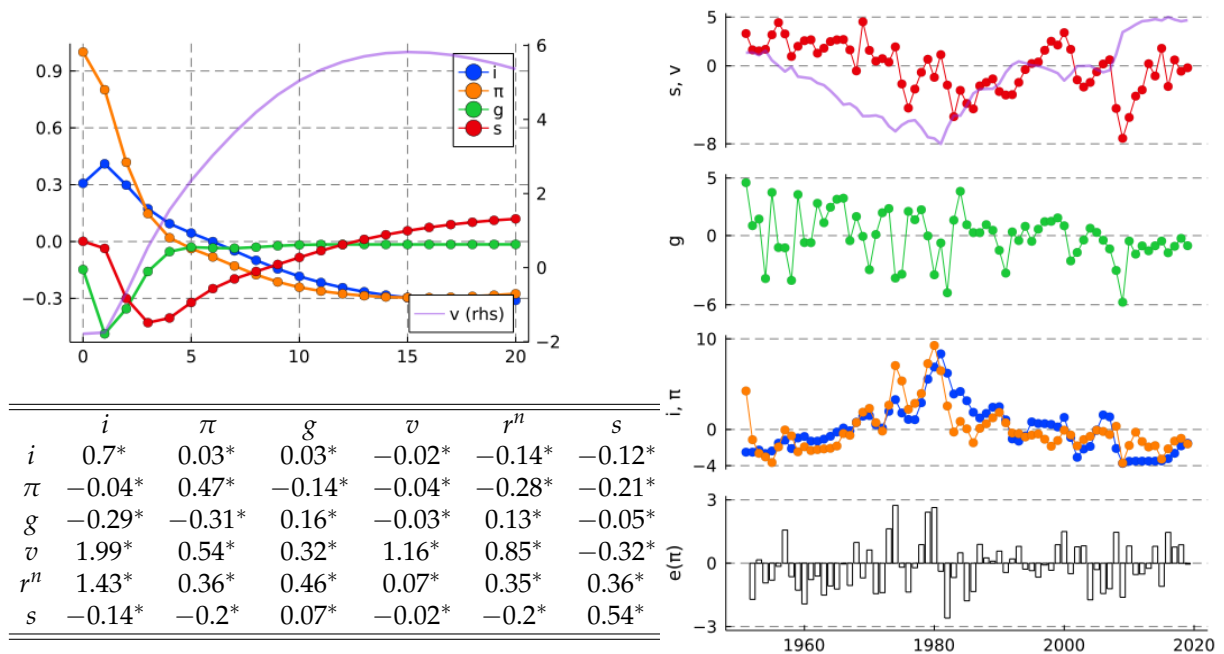 0.9
0.6
0.3
0.0
−0.3
0 5 10 15 20
6
4
2
0
−2
i
π
g
s
v (rhs)
i π g v rⁿ s
i 0.7* 0.03* 0.03* −0.02* −0.14* −0.12*
π −0.04* 0.47* −0.14* −0.04* −0.28* −0.21*
g −0.29* −0.31* 0.16* −0.03* 0.13* −0.05*
v 1.99* 0.54* 0.32* 1.16* 0.85* −0.32*
rⁿ 1.43* 0.36* 0.46* 0.07* 0.35* 0.36*
s −0.14* −0.2* 0.07* −0.02* −0.2* 0.54*
s, v
5
0
−8
g
5
0
−6
i, π
10
0
−4
e(π)
3
0
−3
1960 1980 2000 2020